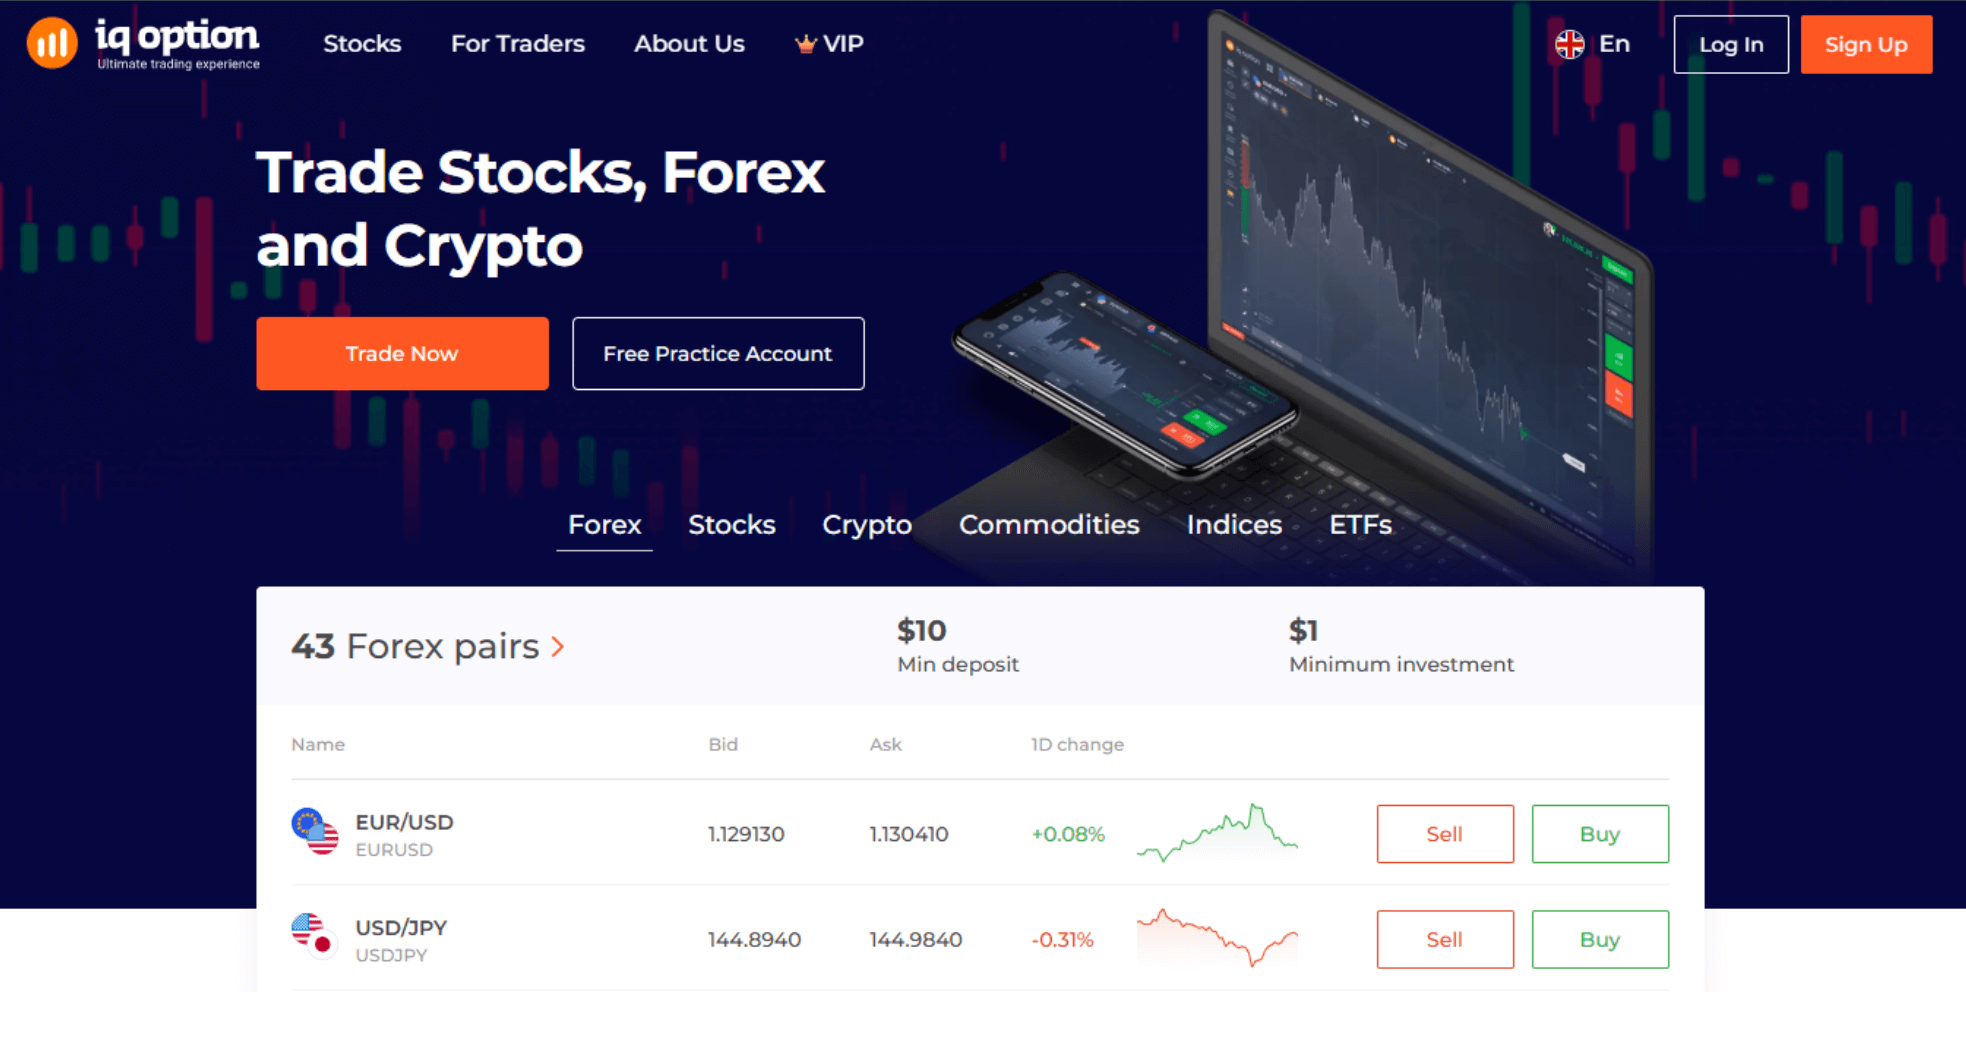 iq option
Ultimate trading experience
Stocks
For Traders
About Us
VIP
En
Log In
Sign Up
Trade Stocks, Forex
and Crypto
Trade Now
Free Practice Account
Forex
Stocks
Crypto
Commodities
Indices
ETFs
43 Forex pairs
$10
Min deposit
$1
Minimum investment
Name
Bid
Ask
1D change
EUR/USD
EURUSD
1.129130
1.130410
+0.08%
Sell
Buy
USD/JPY
USDJPY
144.8940
144.9840
-0.31%
Sell
Buy